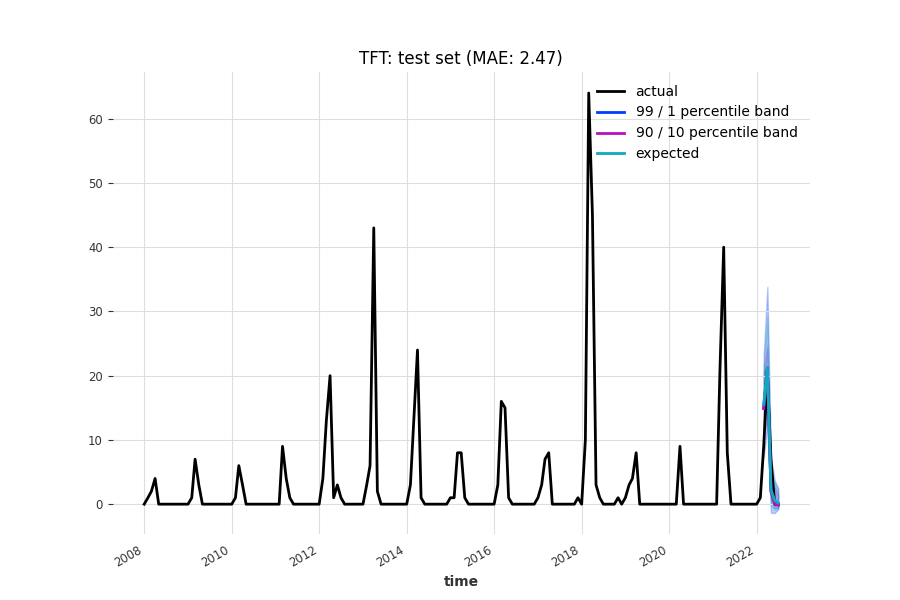 TFT: test set (MAE: 2.47)
actual
99 / 1 percentile band
90 / 10 percentile band
expected
60
50
40
30
20
10
0
2008 2010 2012 2014 2016 2018 2020 2022
time